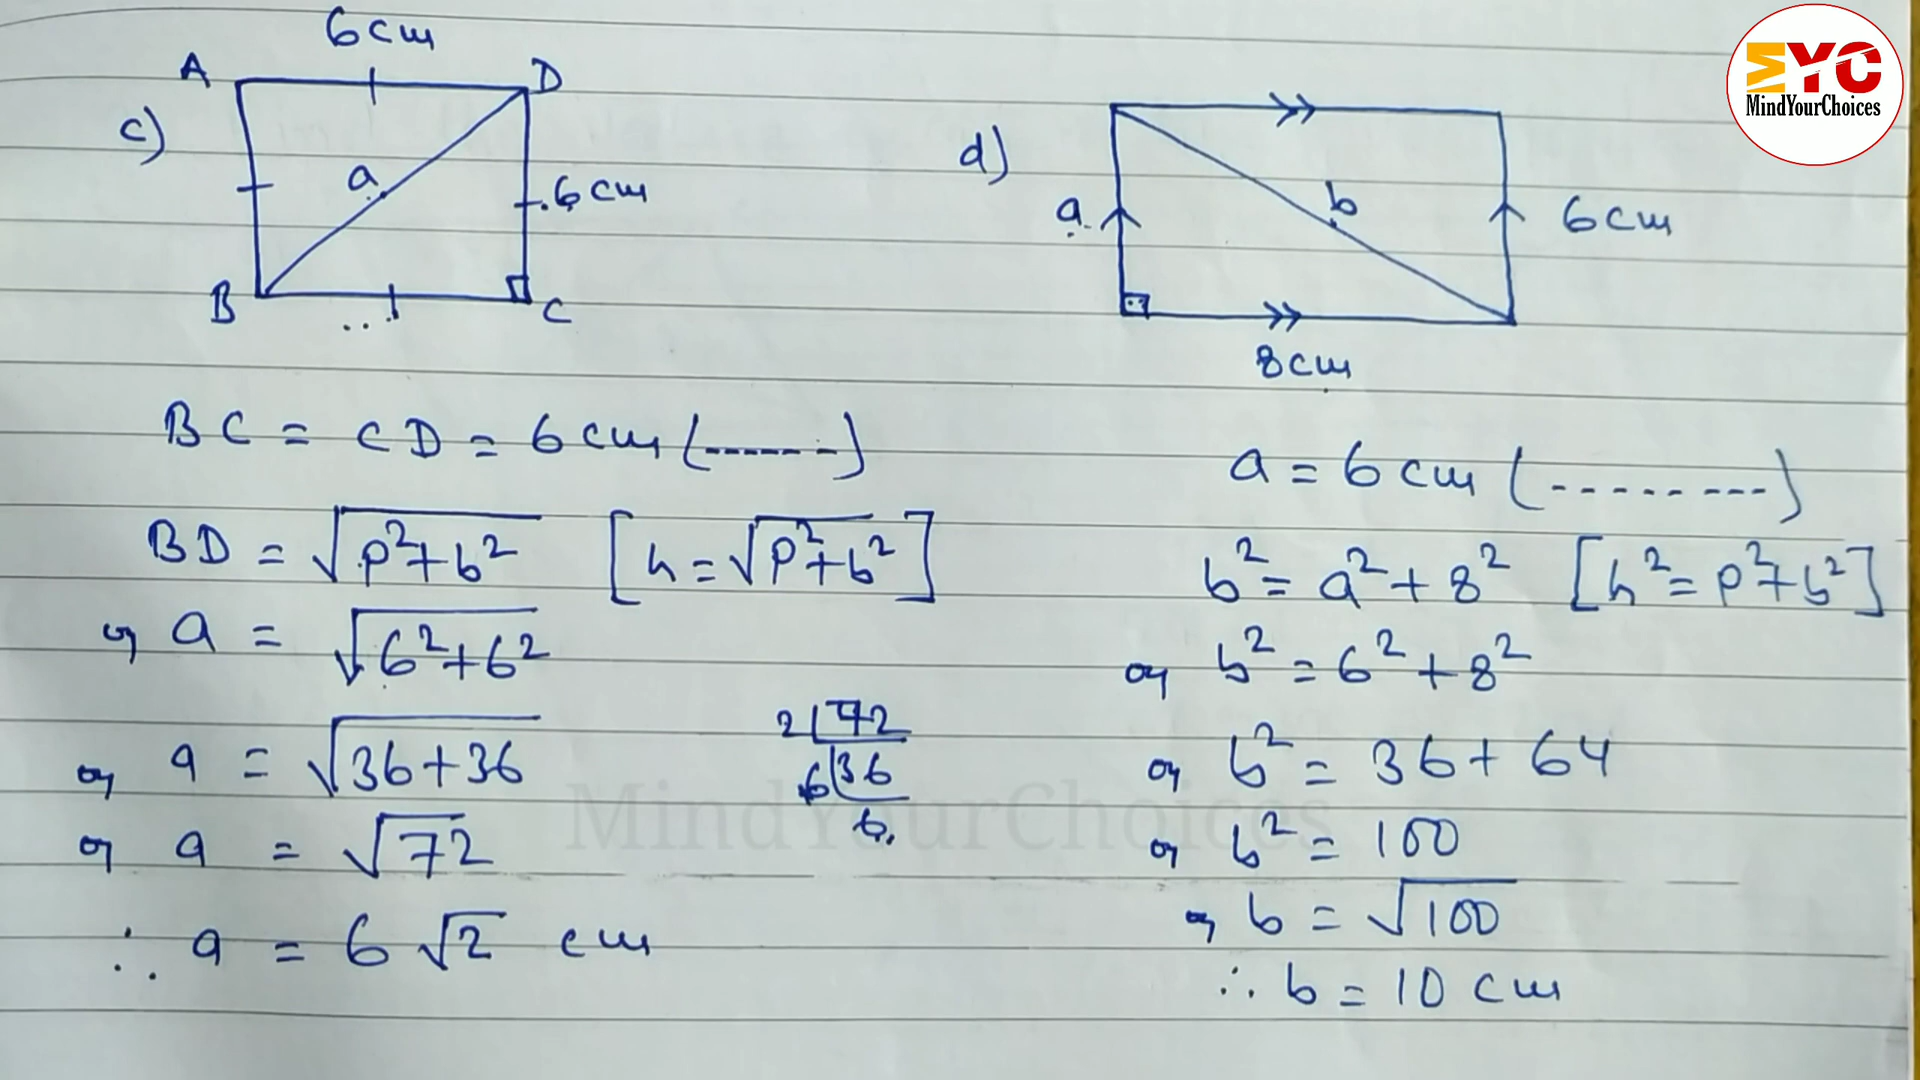 MYC
MindYourChoices
c)
6cm
A
D
a
6cm
B
C
BC = CD = 6cm (------)
BD = √(p²+b²) [h = √(p²+b²)]
or a = √(6²+6²)
or a = √(36+36)
or a = √72
∴ a = 6√2 cm
2|72
6|36
6
d)
a
b
6cm
8cm
a = 6cm (--------)
b² = a² + 8² [h² = p²+b²]
or b² = 6² + 8²
or b² = 36 + 64
or b² = 100
or b = √100
∴ b = 10 cm
MindYourChoices